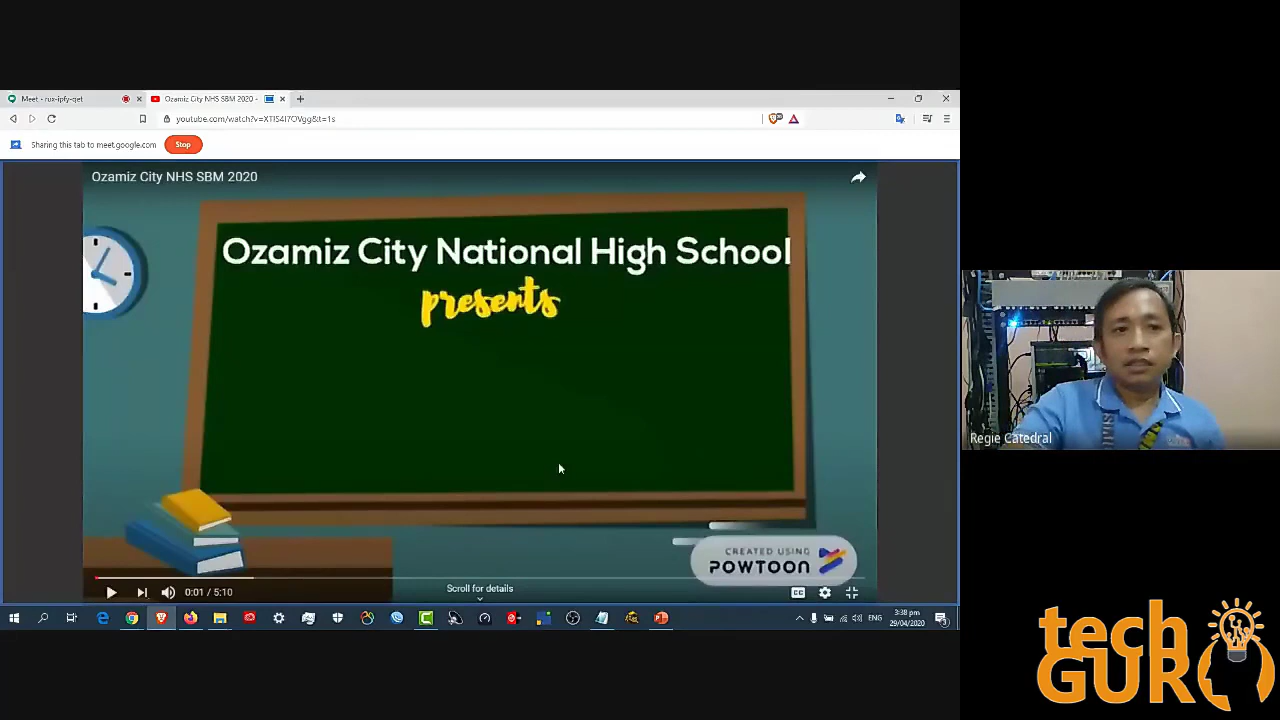 Meet - rux-ipfy-qet
Ozamiz City NHS SBM 2020 -
youtube.com/watch?v=XTlS4I7OVgg&t=1s
Sharing this tab to meet.google.com
Stop
Ozamiz City NHS SBM 2020
Ozamiz City National High School
presents
CREATED USING
POWTOON
Scroll for details
0:01 / 5:10
CC
ENG
3:38 pm
29/04/2020
Regie Catedral
tech
GURO